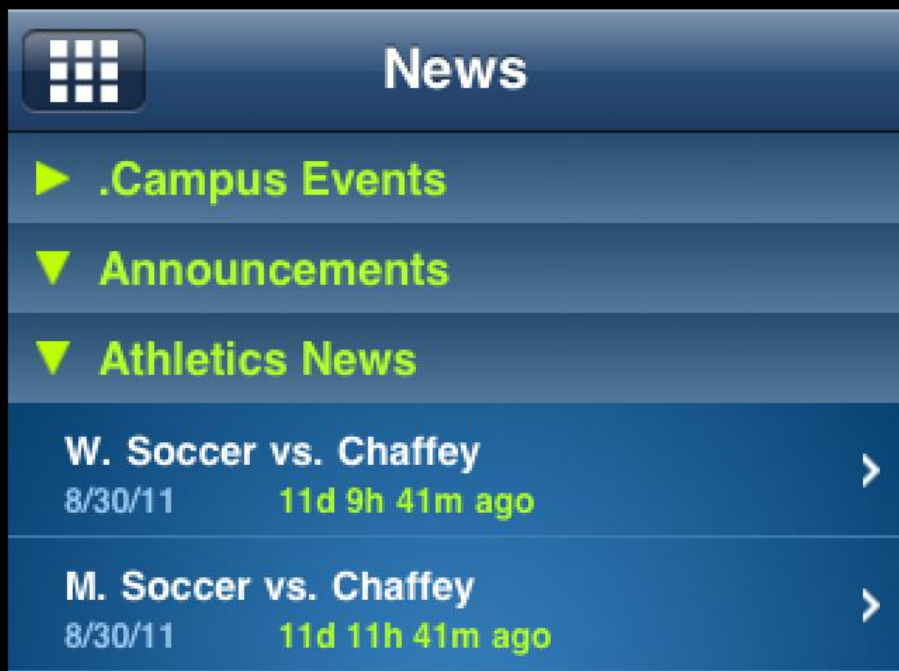 News
.Campus Events
Announcements
Athletics News
W. Soccer vs. Chaffey
8/30/11 11d 9h 41m ago
M. Soccer vs. Chaffey
8/30/11 11d 11h 41m ago